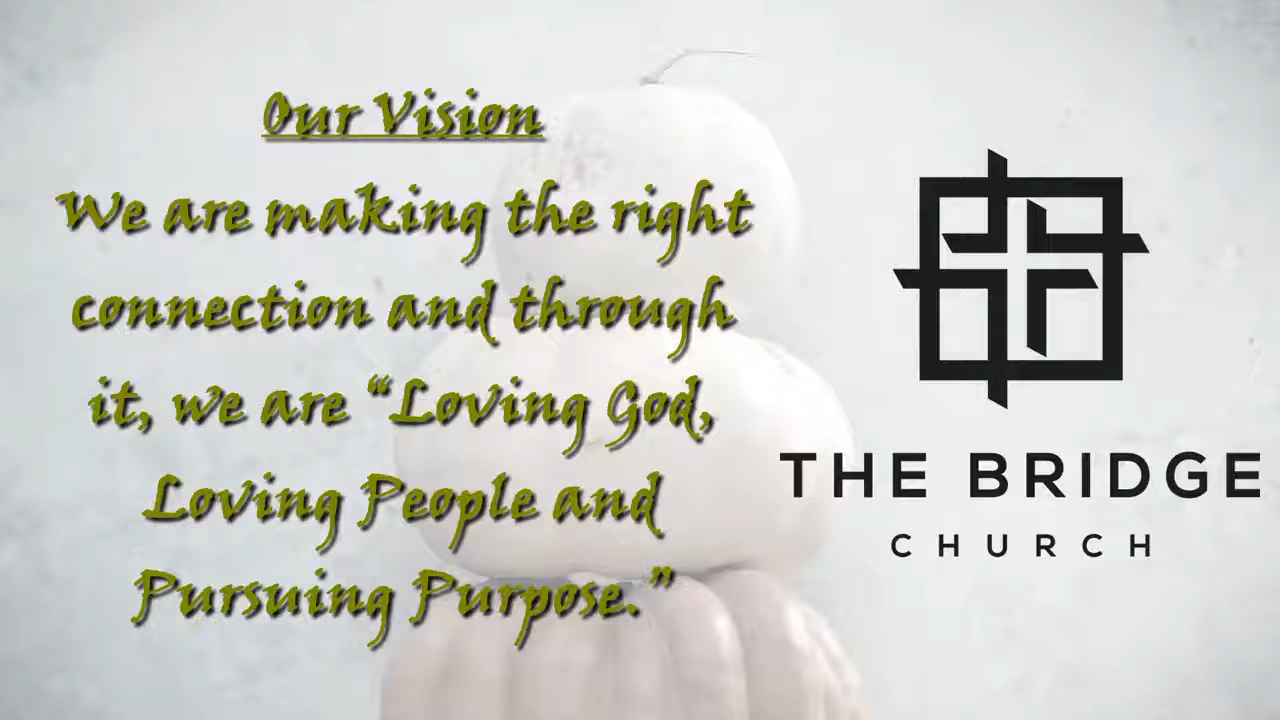 Our Vision
We are making the right
connection and through
it, we are “Loving God,
Loving People and
Pursuing Purpose.”
THE BRIDGE
CHURCH